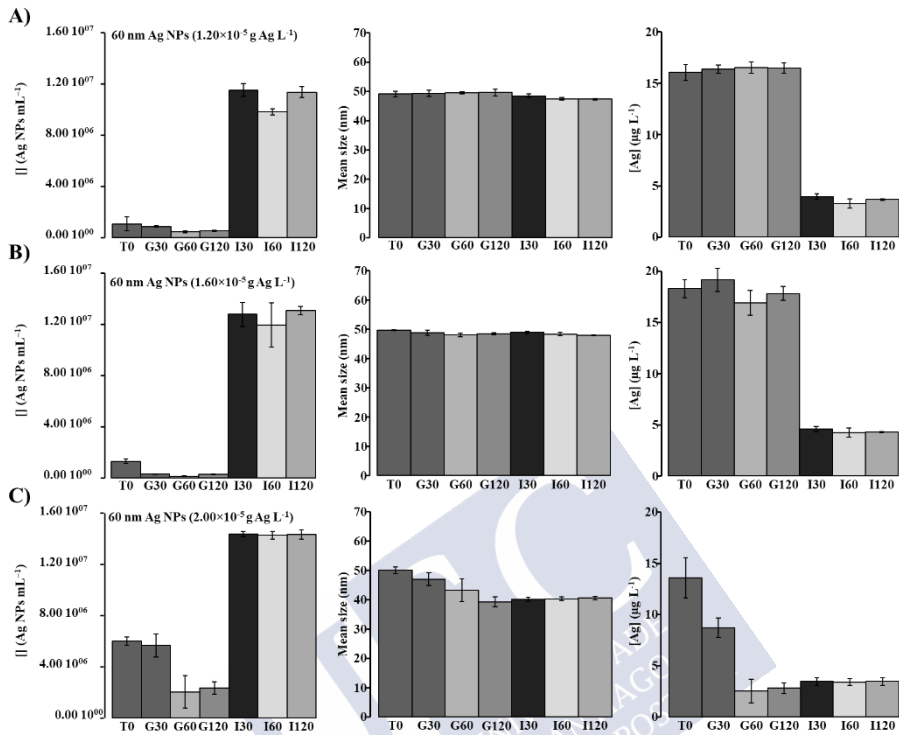 A)
60 nm Ag NPs (1.20×10⁻⁵ g Ag L⁻¹)
[] (Ag NPs mL⁻¹)
1.60 10⁰⁷
1.20 10⁰⁷
8.00 10⁰⁶
4.00 10⁰⁶
0.00 10⁰⁰
T0 G30 G60 G120 I30 I60 I120
Mean size (nm)
70
60
50
40
30
20
10
0
T0 G30 G60 G120 I30 I60 I120
[Ag] (µg L⁻¹)
20
15
10
5
0
T0 G30 G60 G120 I30 I60 I120
B)
60 nm Ag NPs (1.60×10⁻⁵ g Ag L⁻¹)
[] (Ag NPs mL⁻¹)
1.60 10⁰⁷
1.20 10⁰⁷
8.00 10⁰⁶
4.00 10⁰⁶
0.00 10⁰⁰
T0 G30 G60 G120 I30 I60 I120
Mean size (nm)
70
60
50
40
30
20
10
0
T0 G30 G60 G120 I30 I60 I120
[Ag] (µg L⁻¹)
20
15
10
5
0
T0 G30 G60 G120 I30 I60 I120
C)
60 nm Ag NPs (2.00×10⁻⁵ g Ag L⁻¹)
[] (Ag NPs mL⁻¹)
1.60 10⁰⁷
1.20 10⁰⁷
8.00 10⁰⁶
4.00 10⁰⁶
0.00 10⁰⁰
T0 G30 G60 G120 I30 I60 I120
Mean size (nm)
70
60
50
40
30
20
10
0
T0 G30 G60 G120 I30 I60 I120
[Ag] (µg L⁻¹)
20
15
10
5
0
T0 G30 G60 G120 I30 I60 I120